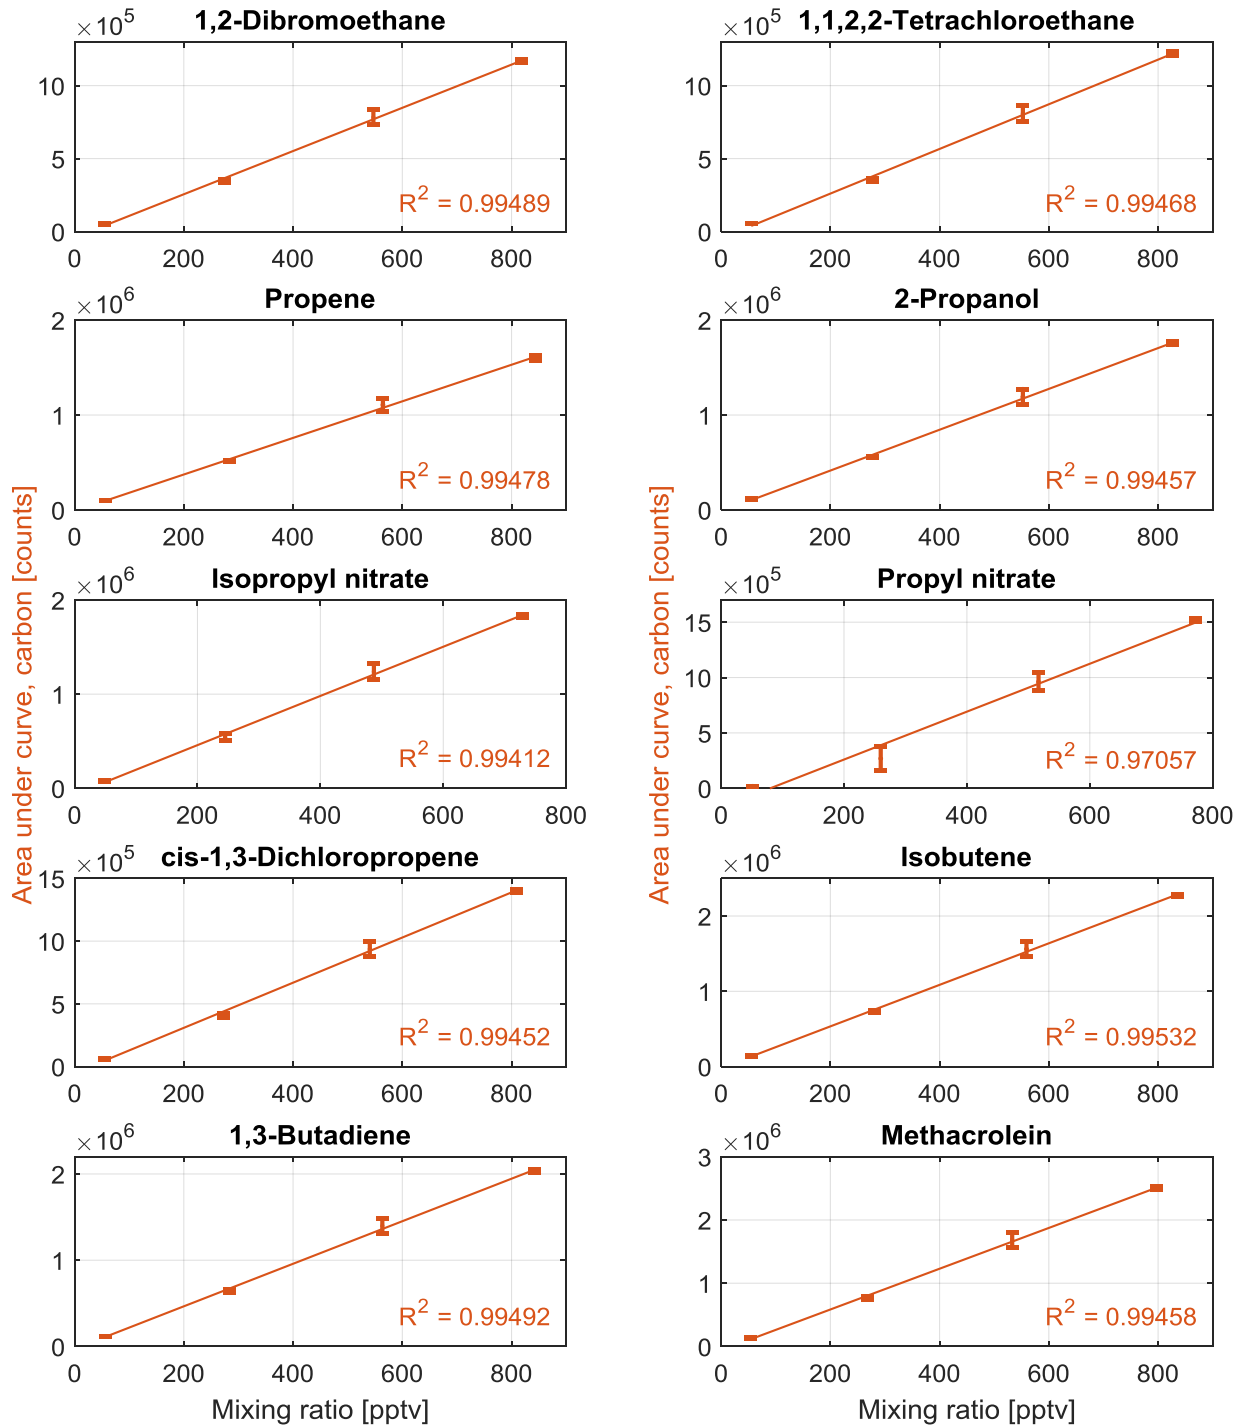 1,2-Dibromoethane
×10^5
10
5
0
0 200 400 600 800
R^2 = 0.99489
1,1,2,2-Tetrachloroethane
×10^5
10
5
0
0 200 400 600 800
R^2 = 0.99468
Propene
×10^6
2
1
0
0 200 400 600 800
R^2 = 0.99478
2-Propanol
×10^6
2
1
0
0 200 400 600 800
R^2 = 0.99457
Isopropyl nitrate
×10^6
2
1
0
0 200 400 600 800
R^2 = 0.99412
Propyl nitrate
×10^5
15
10
5
0
0 200 400 600 800
R^2 = 0.97057
cis-1,3-Dichloropropene
×10^5
15
10
5
0
0 200 400 600 800
R^2 = 0.99452
Isobutene
×10^6
2
1
0
0 200 400 600 800
R^2 = 0.99532
1,3-Butadiene
×10^6
2
1
0
0 200 400 600 800
R^2 = 0.99492
Methacrolein
×10^6
3
2
1
0
0 200 400 600 800
R^2 = 0.99458
Area under curve, carbon [counts]
Area under curve, carbon [counts]
Mixing ratio [pptv]
Mixing ratio [pptv]